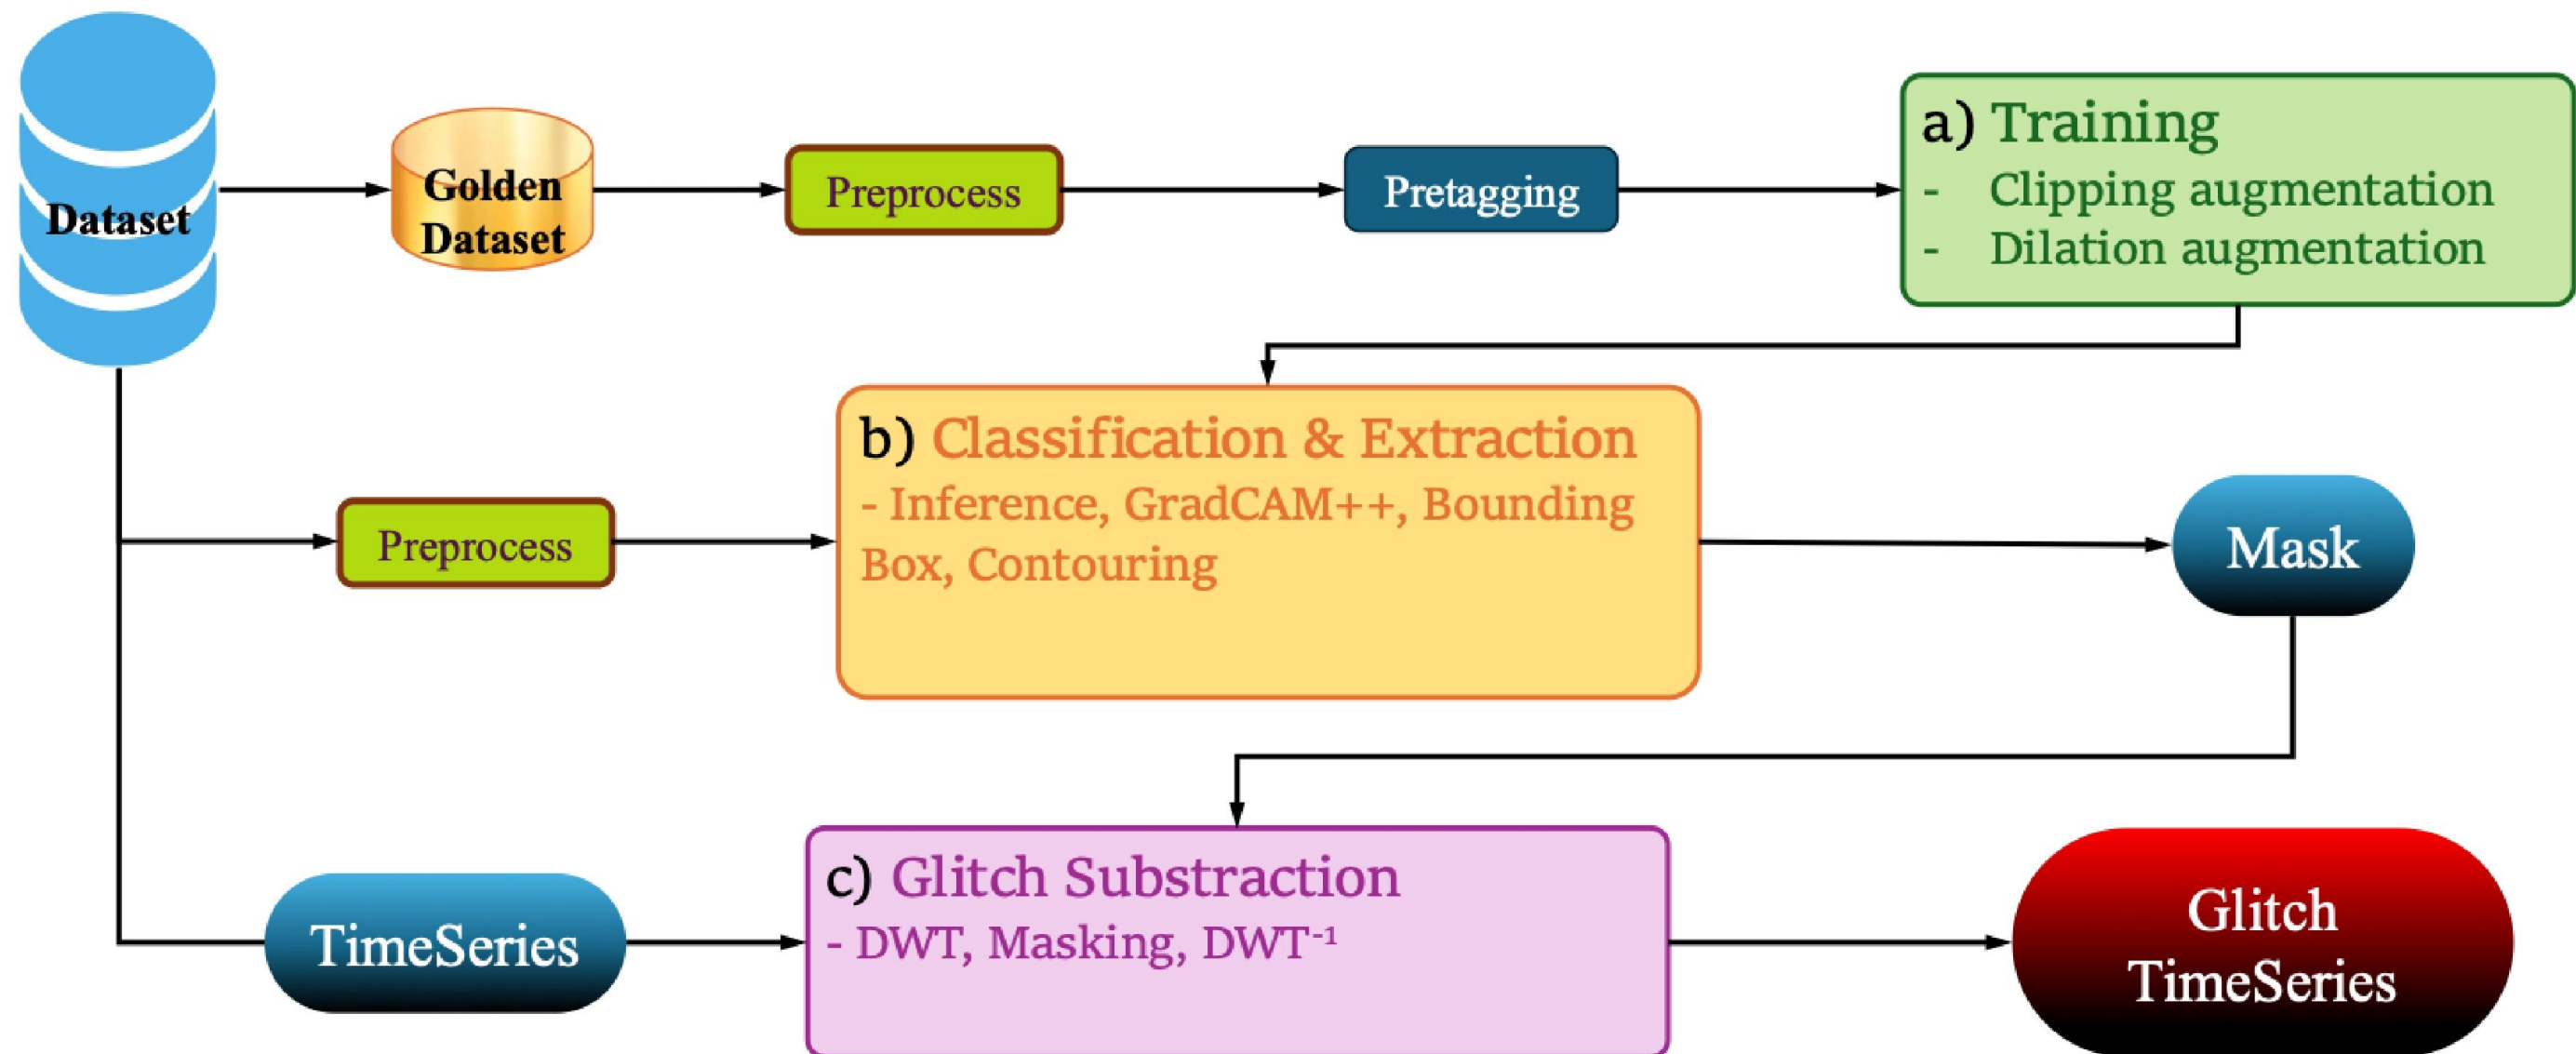 Dataset
Golden
Dataset
Preprocess
Pretagging
a) Training
- Clipping augmentation
- Dilation augmentation
Preprocess
b) Classification & Extraction
- Inference, GradCAM++, Bounding
Box, Contouring
Mask
TimeSeries
c) Glitch Substraction
- DWT, Masking, DWT⁻¹
Glitch
TimeSeries